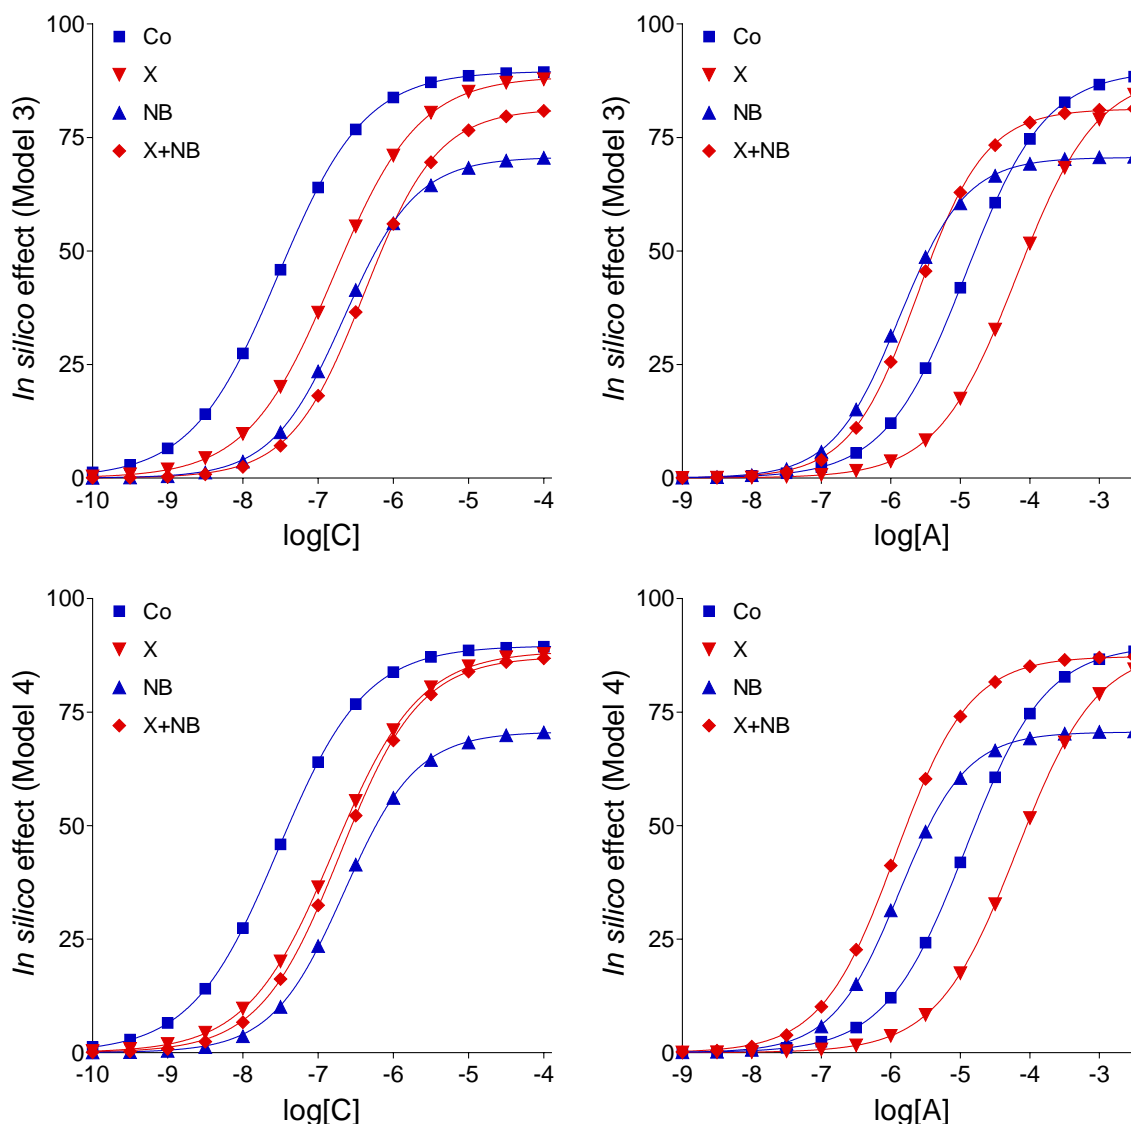 In silico effect (Model 3)
100
75
50
25
0
Co
X
NB
X+NB
-10 -9 -8 -7 -6 -5 -4
log[C]
In silico effect (Model 3)
100
75
50
25
0
Co
X
NB
X+NB
-9 -8 -7 -6 -5 -4 -3
log[A]
In silico effect (Model 4)
100
75
50
25
0
Co
X
NB
X+NB
-10 -9 -8 -7 -6 -5 -4
log[C]
In silico effect (Model 4)
100
75
50
25
0
Co
X
NB
X+NB
-9 -8 -7 -6 -5 -4 -3
log[A]